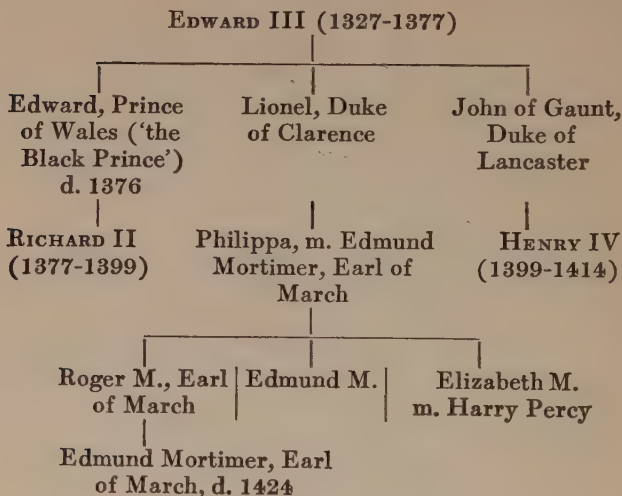 EDWARD III (1327-1377)
Edward, Prince
of Wales (‘the
Black Prince’)
d. 1376
Lionel, Duke
of Clarence
John of Gaunt,
Duke of
Lancaster
RICHARD II
(1377-1399)
Philippa, m. Edmund
Mortimer, Earl of
March
HENRY IV
(1399-1414)
Roger M., Earl
of March
Edmund M.
Elizabeth M.
m. Harry Percy
Edmund Mortimer, Earl
of March, d. 1424